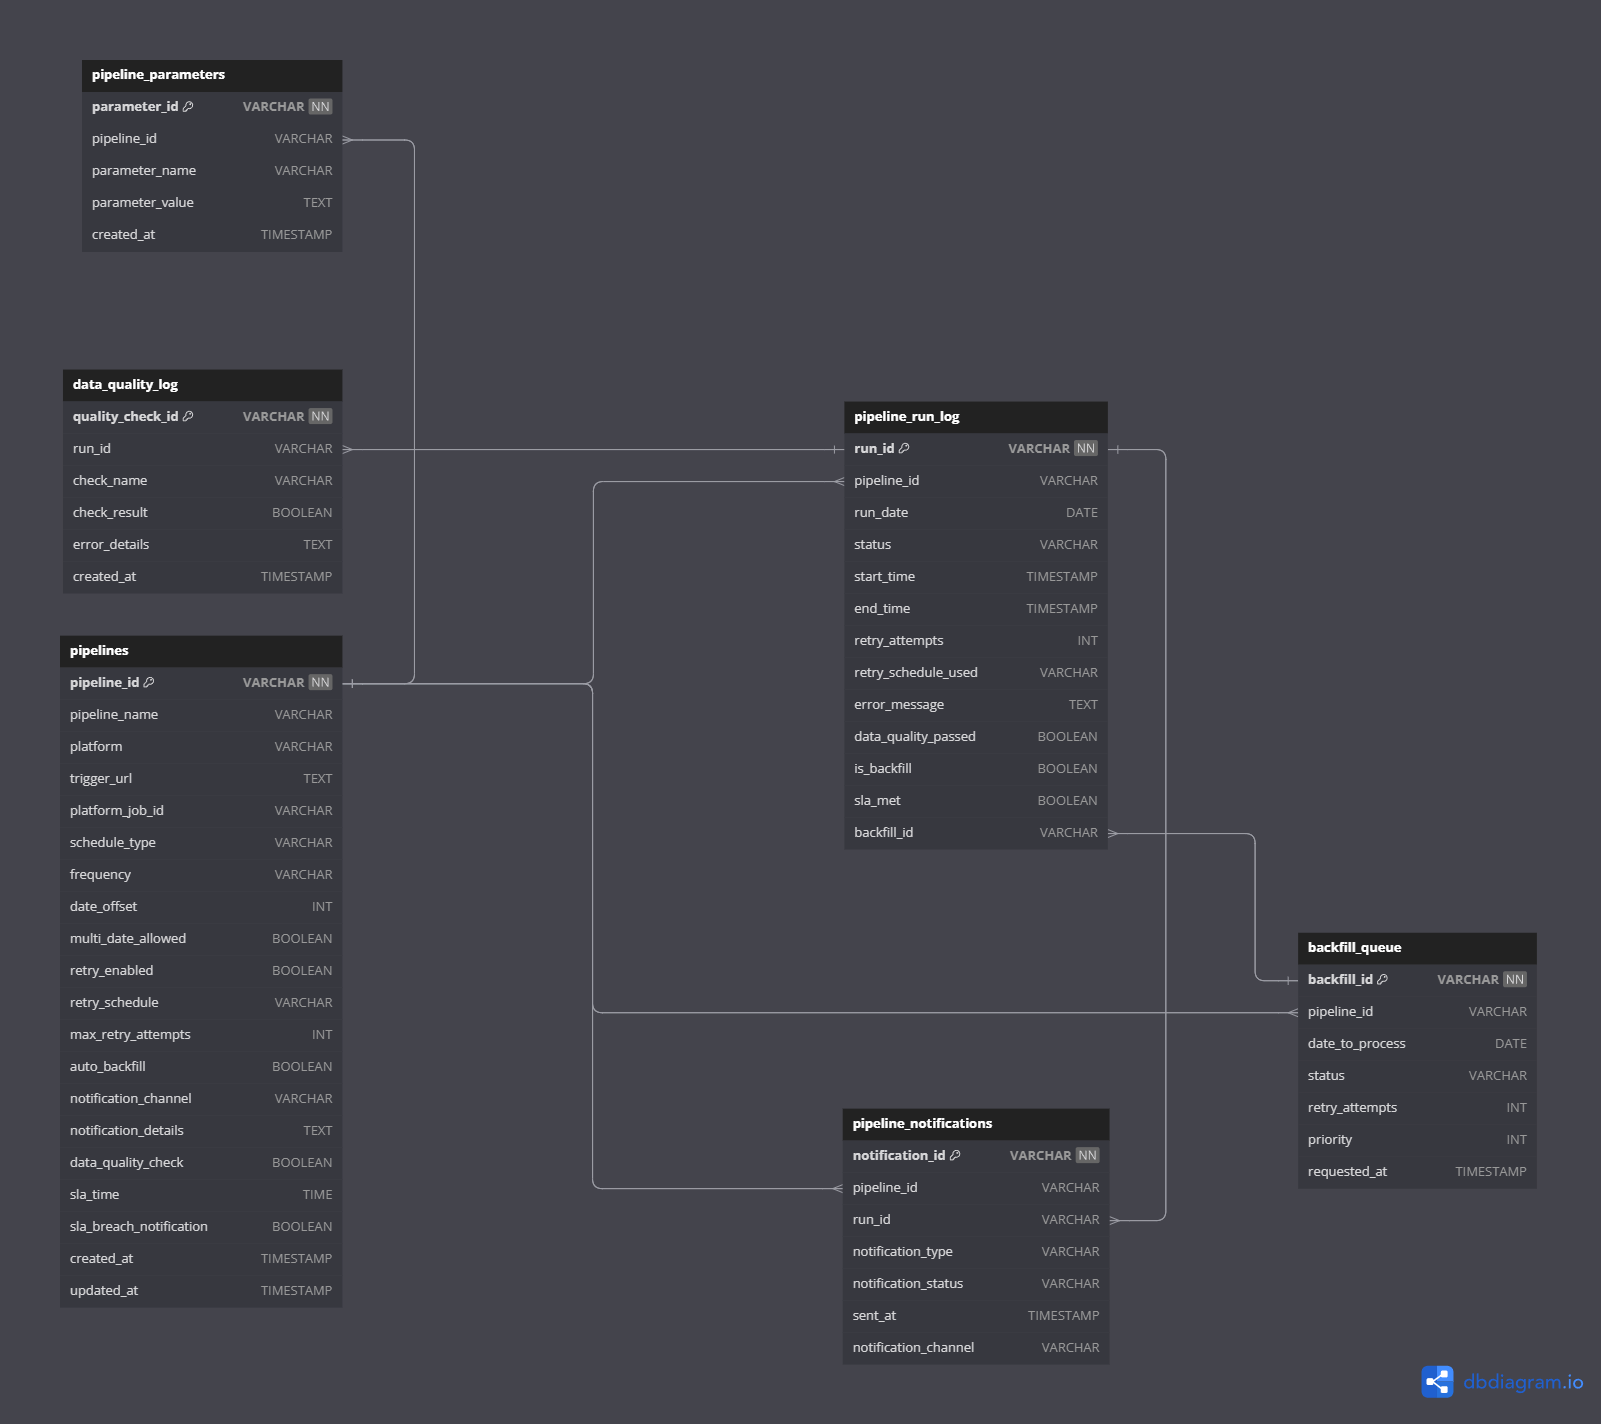 pipeline_parameters
parameter_id VARCHAR NN
pipeline_id VARCHAR
parameter_name VARCHAR
parameter_value TEXT
created_at TIMESTAMP
data_quality_log
quality_check_id VARCHAR NN
run_id VARCHAR
check_name VARCHAR
check_result BOOLEAN
error_details TEXT
created_at TIMESTAMP
pipelines
pipeline_id VARCHAR NN
pipeline_name VARCHAR
platform VARCHAR
trigger_url TEXT
platform_job_id VARCHAR
schedule_type VARCHAR
frequency VARCHAR
date_offset INT
multi_date_allowed BOOLEAN
retry_enabled BOOLEAN
retry_schedule VARCHAR
max_retry_attempts INT
auto_backfill BOOLEAN
notification_channel VARCHAR
notification_details TEXT
data_quality_check BOOLEAN
sla_time TIME
sla_breach_notification BOOLEAN
created_at TIMESTAMP
updated_at TIMESTAMP
pipeline_run_log
run_id VARCHAR NN
pipeline_id VARCHAR
run_date DATE
status VARCHAR
start_time TIMESTAMP
end_time TIMESTAMP
retry_attempts INT
retry_schedule_used VARCHAR
error_message TEXT
data_quality_passed BOOLEAN
is_backfill BOOLEAN
sla_met BOOLEAN
backfill_id VARCHAR
pipeline_notifications
notification_id VARCHAR NN
pipeline_id VARCHAR
run_id VARCHAR
notification_type VARCHAR
notification_status VARCHAR
sent_at TIMESTAMP
notification_channel VARCHAR
backfill_queue
backfill_id VARCHAR NN
pipeline_id VARCHAR
date_to_process DATE
status VARCHAR
retry_attempts INT
priority INT
requested_at TIMESTAMP
dbdiagram.io